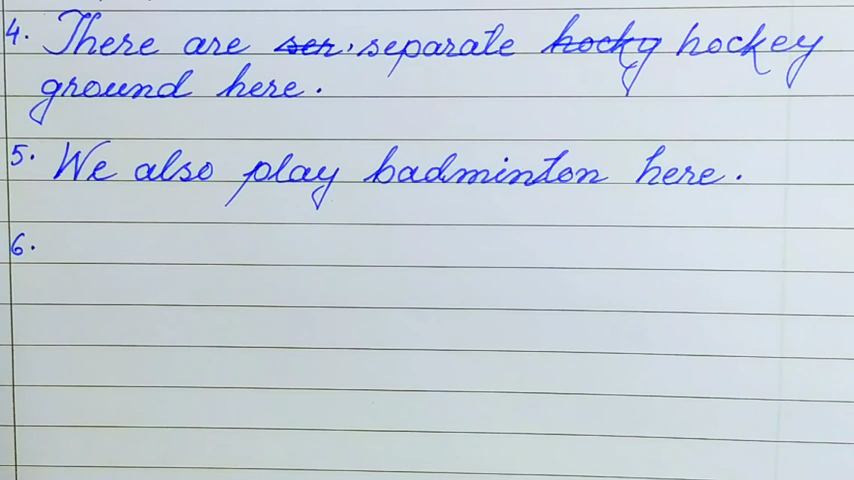 4. There are ser. separate hocky hockey
ground here.
5. We also play badminton here.
6.